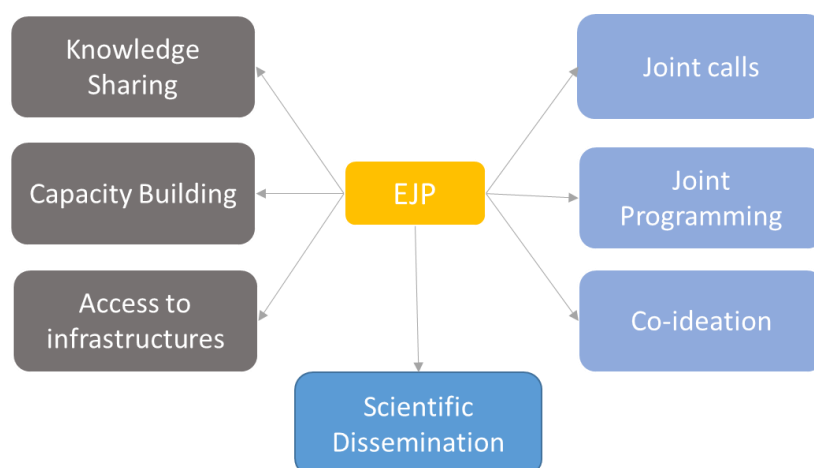 Knowledge
Sharing
Capacity Building
Access to
infrastructures
EJP
Scientific
Dissemination
Joint calls
Joint
Programming
Co-ideation